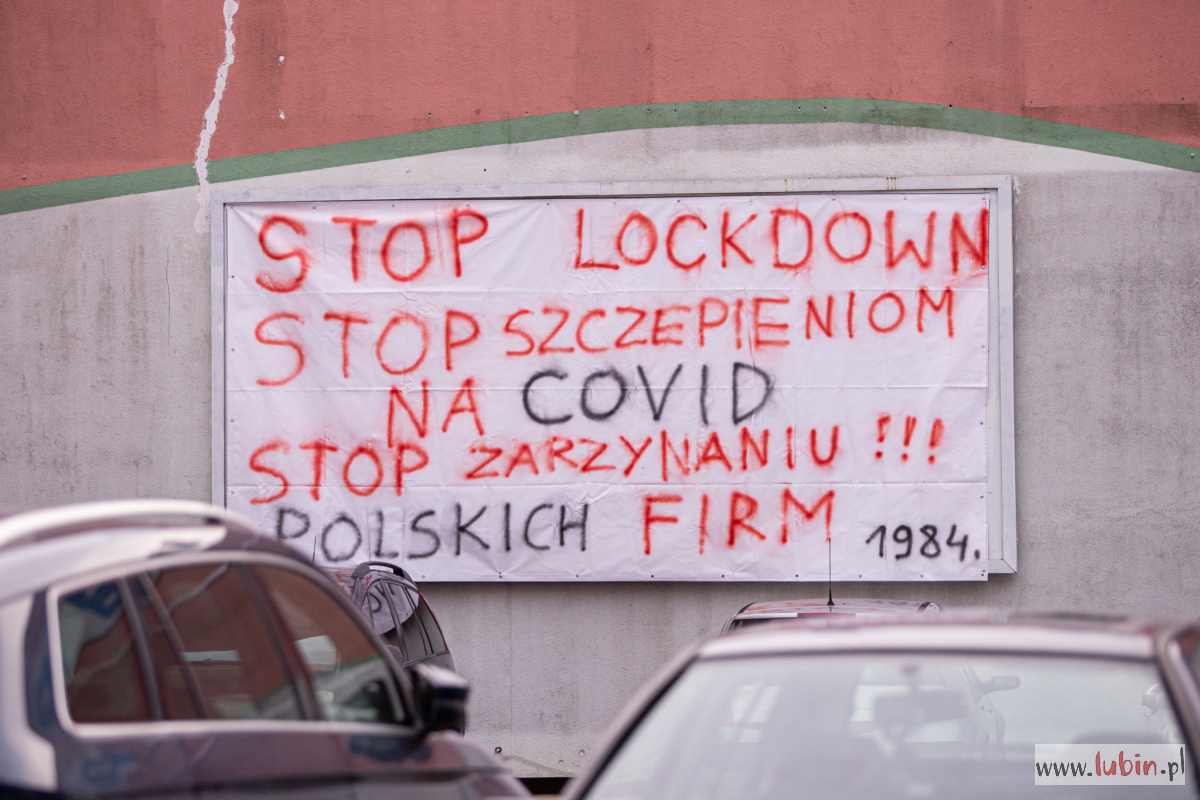 STOP LOCKDOWN
STOP SZCZEPIENIOM
NA COVID
STOP ZARZYNANIU !!!
POLSKICH FIRM 1984.
www.lubin.pl